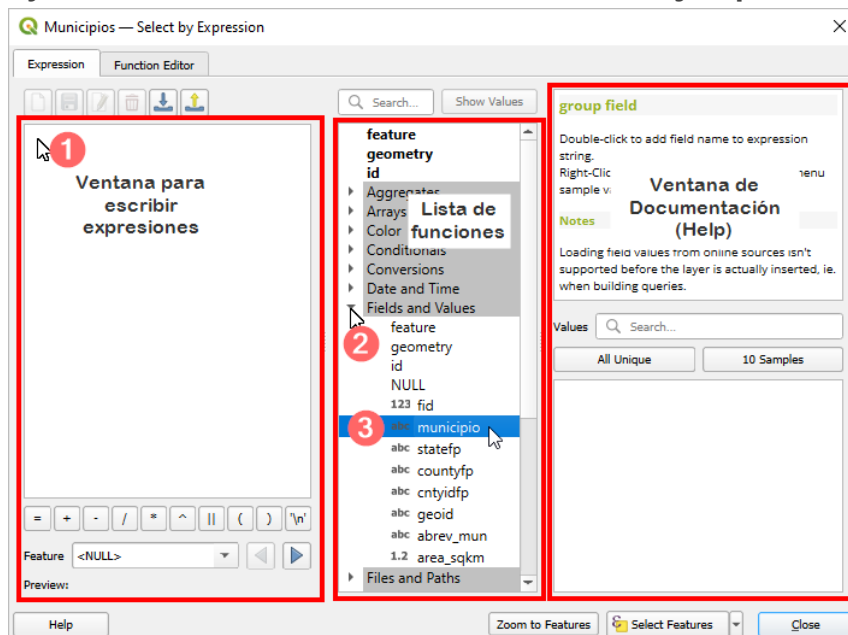 Municipios — Select by Expression
Expression
Function Editor
Search...
Show Values
1
Ventana para
escribir
expresiones
= + - / * ^ || ( ) '\n'
Feature <NULL>
Preview:
feature
geometry
id
Aggregates
Arrays
Color
Conditionals
Conversions
Date and Time
Fields and Values
Lista de
funciones
2
feature
geometry
id
NULL
123 fid
3
abc municipio
abc statefp
abc countyfp
abc cntyidfp
abc geoid
abc abrev_mun
1.2 area_sqkm
Files and Paths
group field
Double-click to add field name to expression
string.
Right-Clic
sample v
Ventana de
Documentación
(Help)
Notes
Loading field values from online sources isn't
supported before the layer is actually inserted, ie.
when building queries.
Values Search...
All Unique
10 Samples
Help
Zoom to Features
Select Features
Close